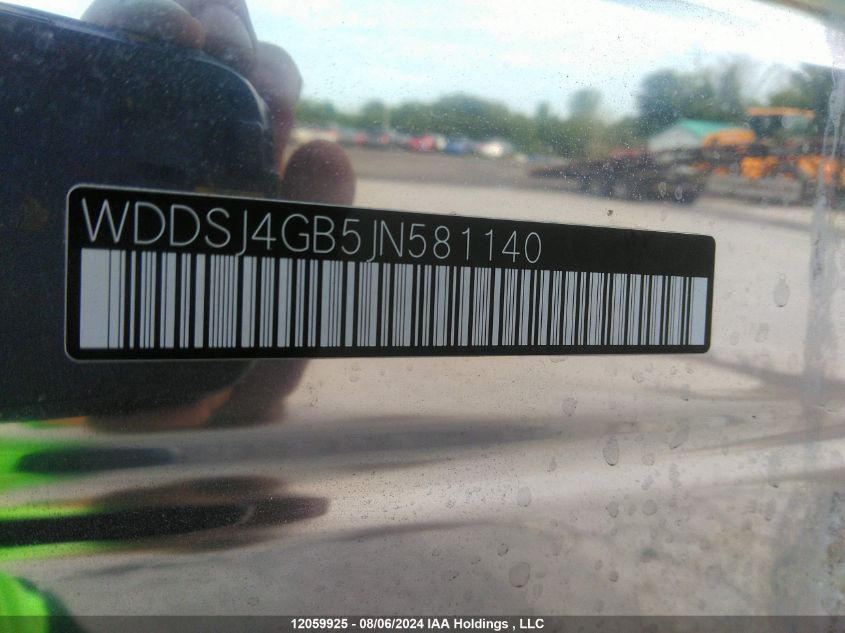 WDDSJ4GB5JN581140
12059925 - 08/06/2024 IAA Holdings , LLC